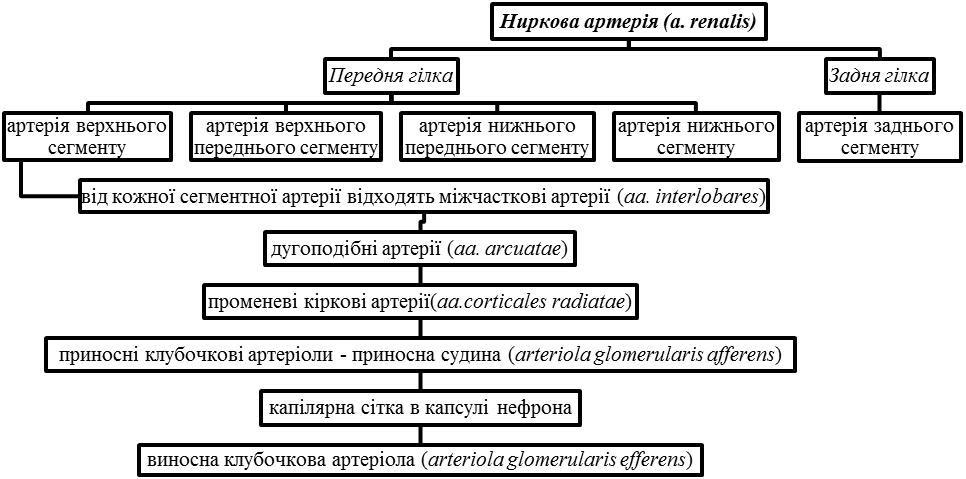 Ниркова артерія (a. renalis)
Передня гілка
Задня гілка
артерія верхнього
сегменту
артерія верхнього
переднього сегменту
артерія нижнього
переднього сегменту
артерія нижнього
сегменту
артерія заднього
сегменту
від кожної сегментної артерії відходять міжчасткові артерії (aa. interlobares)
дугоподібні артерії (aa. arcuatae)
променеві кіркові артерії(aa.corticales radiatae)
приносні клубочкові артеріоли - приносна судина (arteriola glomerularis afferens)
капілярна сітка в капсулі нефрона
виносна клубочкова артеріола (arteriola glomerularis efferens)